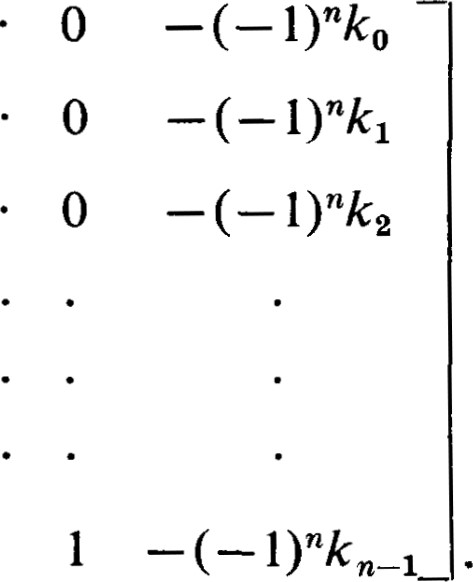 · 0 −(−1)ⁿk₀
· 0 −(−1)ⁿk₁
· 0 −(−1)ⁿk₂
· · ·
· · ·
· · ·
1 −(−1)ⁿkₙ₋₁ ] .